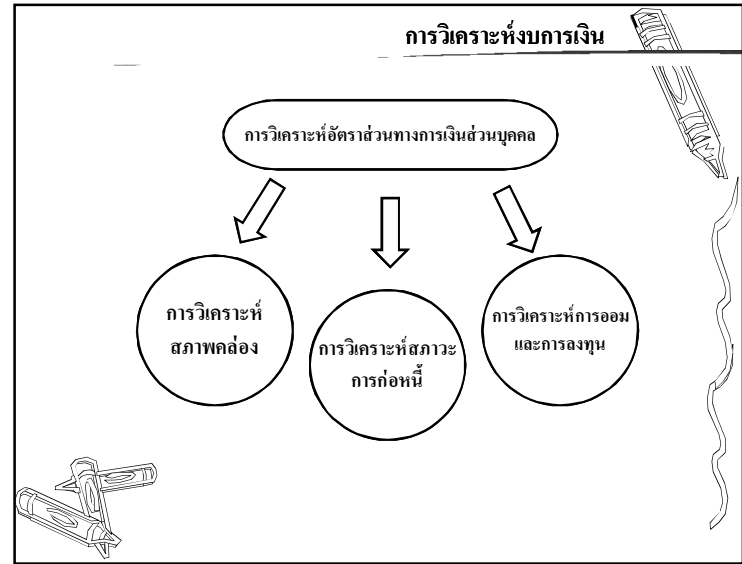 การวิเคราะห์งบการเงิน
การวิเคราะห์อัตราส่วนทางการเงินส่วนบุคคล
การวิเคราะห์
สภาพคล่อง
การวิเคราะห์สภาวะ
การก่อหนี้
การวิเคราะห์การออม
และการลงทุน